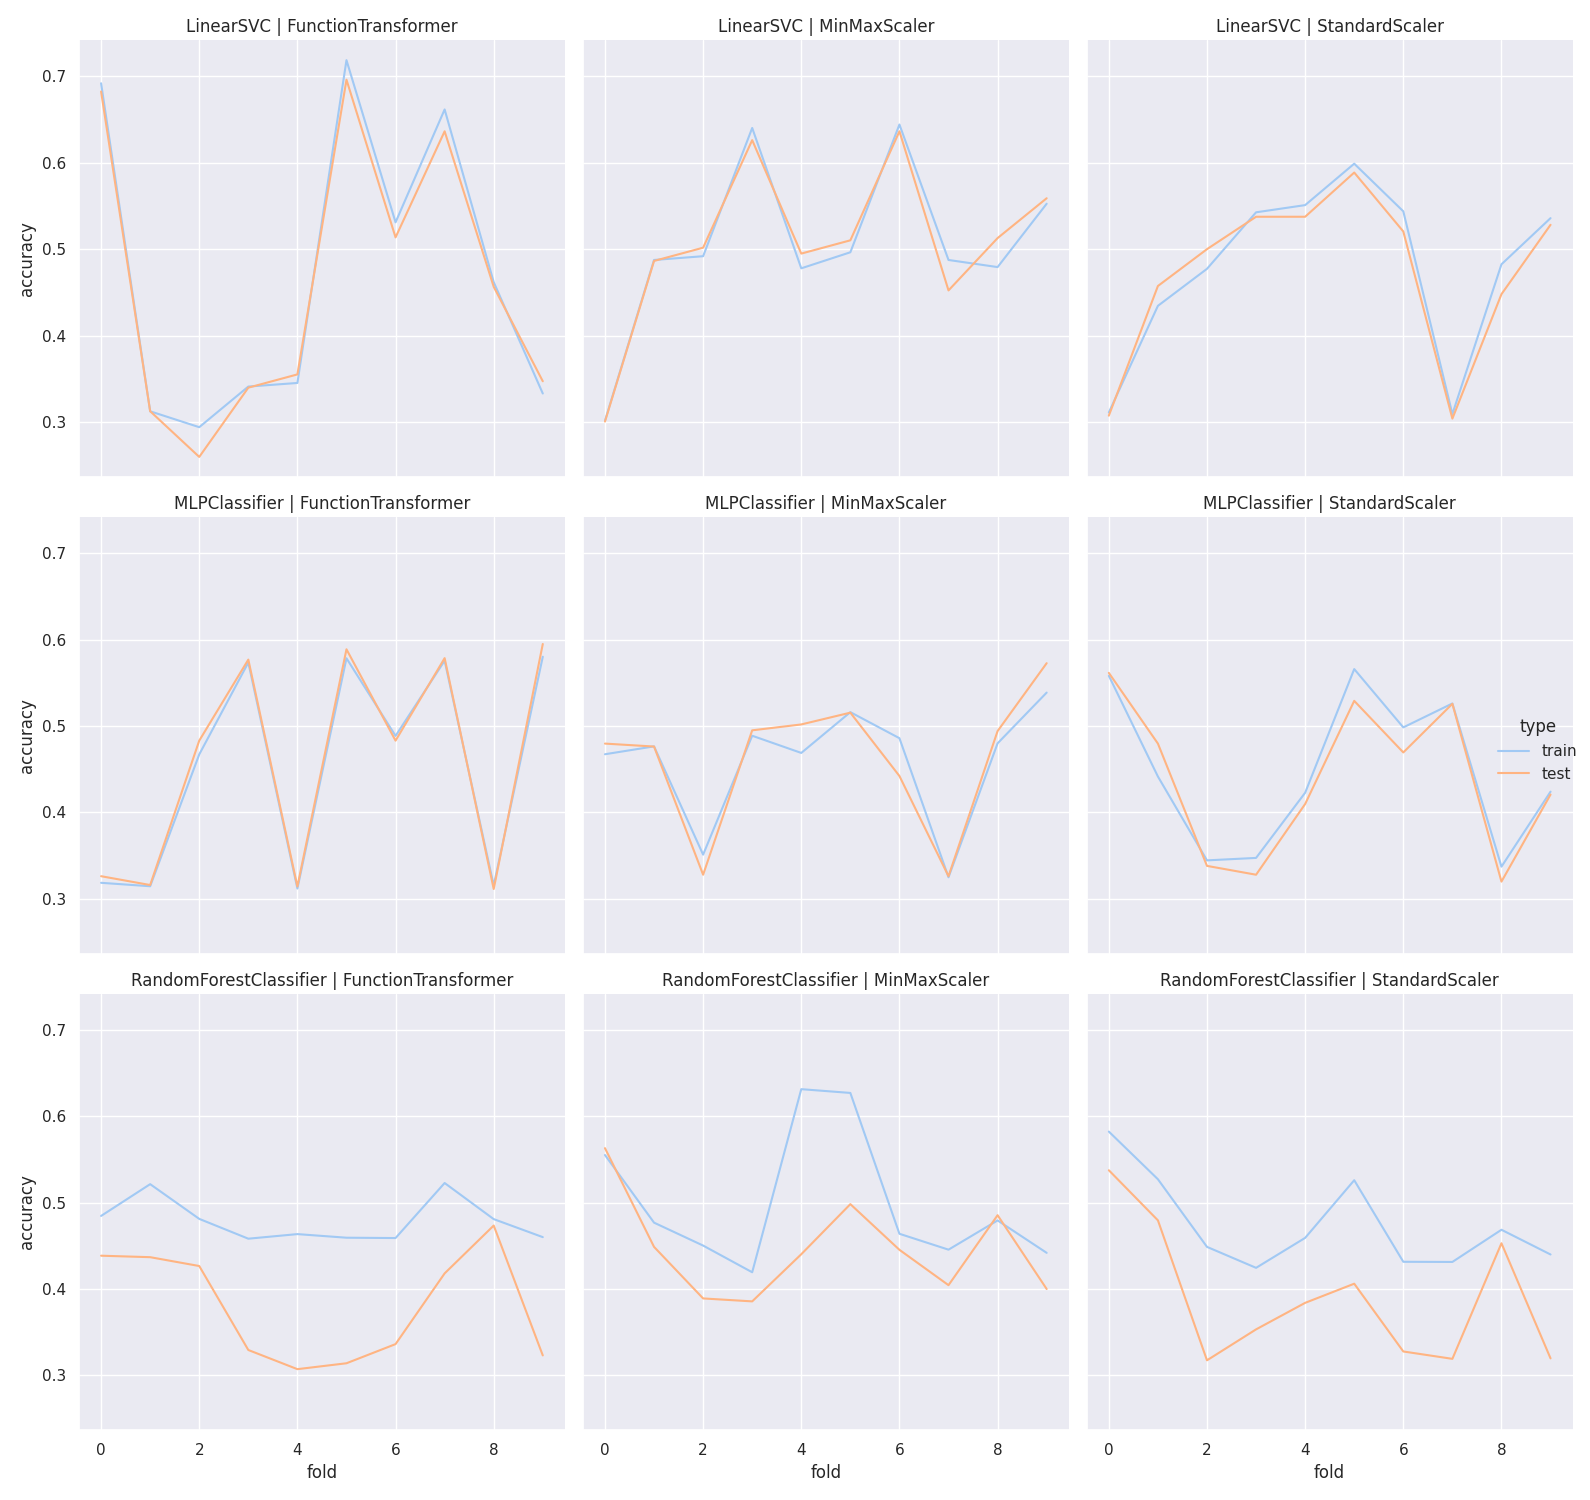 LinearSVC | FunctionTransformer
LinearSVC | MinMaxScaler
LinearSVC | StandardScaler
0.7
0.6
0.5
0.4
0.3
accuracy
MLPClassifier | FunctionTransformer
MLPClassifier | MinMaxScaler
MLPClassifier | StandardScaler
0.7
0.6
0.5
0.4
0.3
accuracy
type
train
test
RandomForestClassifier | FunctionTransformer
RandomForestClassifier | MinMaxScaler
RandomForestClassifier | StandardScaler
0.7
0.6
0.5
0.4
0.3
accuracy
0 2 4 6 8
fold
0 2 4 6 8
fold
0 2 4 6 8
fold